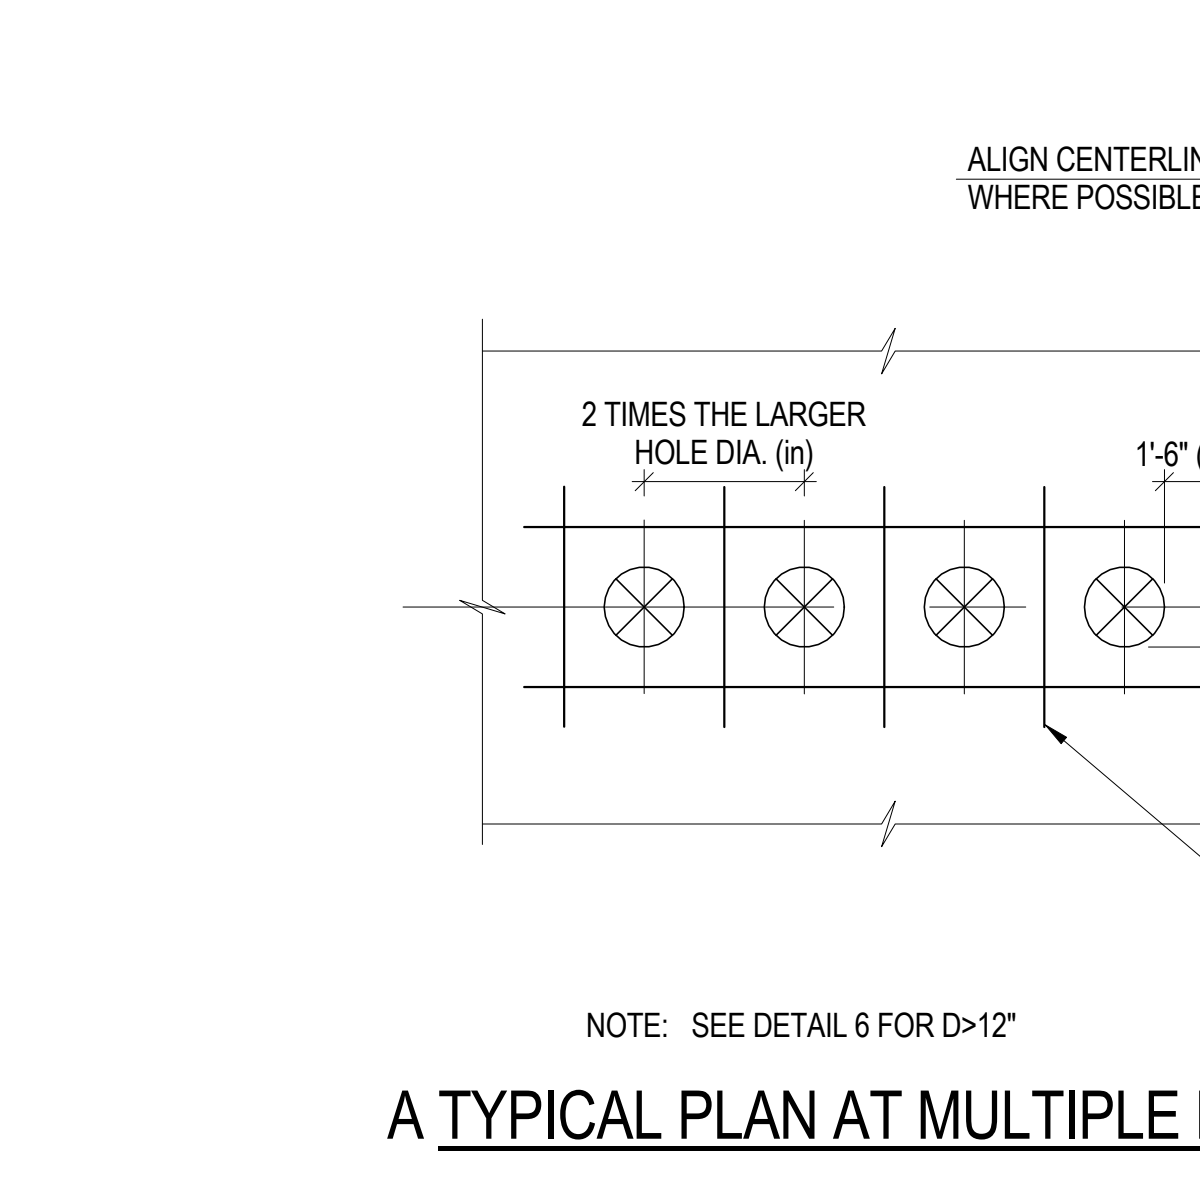 ALIGN CENTERLIN
WHERE POSSIBLE
2 TIMES THE LARGER
HOLE DIA. (in)
1'-6" (
NOTE: SEE DETAIL 6 FOR D>12"
A TYPICAL PLAN AT MULTIPLE